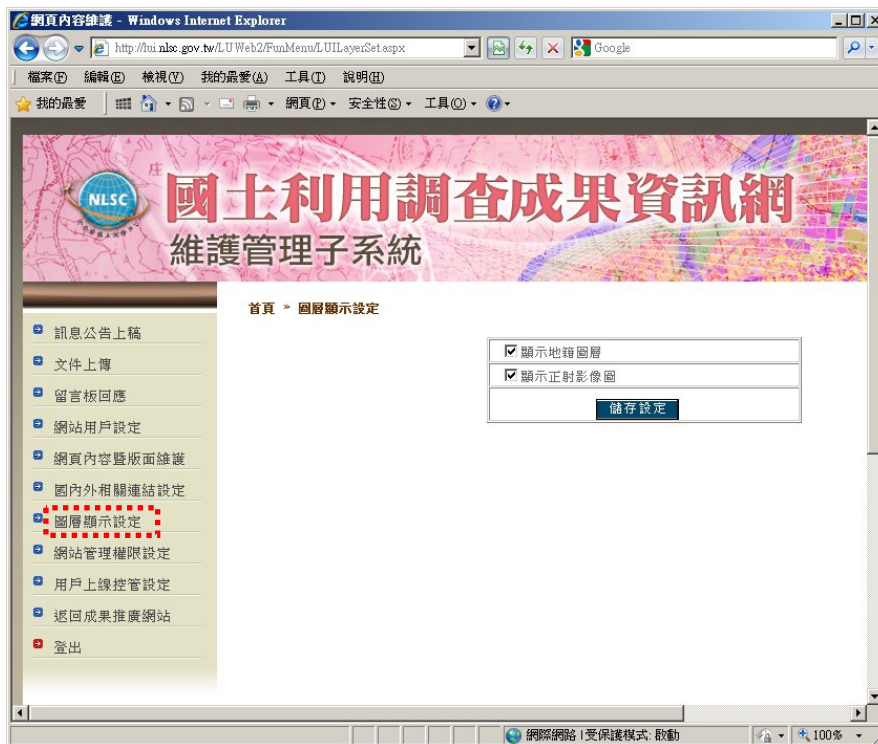 網頁內容維護 - Windows Internet Explorer
http://lui.nlsc.gov.tw/LUWeb2/FunMenu/LUILayerSet.aspx
Google
檔案(F) 編輯(E) 檢視(V) 我的最愛(A) 工具(T) 說明(H)
我的最愛 網頁(P) 安全性(S) 工具(O)
庄
NLSC
國土利用調查成果資訊網
維護管理子系統
首頁 » 圖層顯示設定
訊息公告上稿
文件上傳
留言板回應
網站用戶設定
網頁內容暨版面維護
國內外相關連結設定
圖層顯示設定
網站管理權限設定
用戶上線控管設定
返回成果推廣網站
登出
顯示地籍圖層
顯示正射影像圖
儲存設定
網際網路 | 受保護模式: 啟動
100%